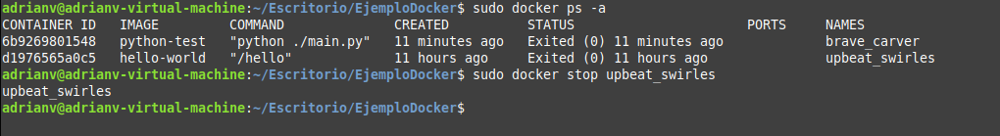 adrianv@adrianv-virtual-machine:~/Escritorio/EjemploDocker$ sudo docker ps -a
CONTAINER ID   IMAGE         COMMAND              CREATED          STATUS                      PORTS     NAMES
6b9269801548   python-test   "python ./main.py"   11 minutes ago   Exited (0) 11 minutes ago             brave_carver
d1976565a0c5   hello-world   "/hello"             11 hours ago     Exited (0) 11 hours ago               upbeat_swirles
adrianv@adrianv-virtual-machine:~/Escritorio/EjemploDocker$ sudo docker stop upbeat_swirles
upbeat_swirles
adrianv@adrianv-virtual-machine:~/Escritorio/EjemploDocker$